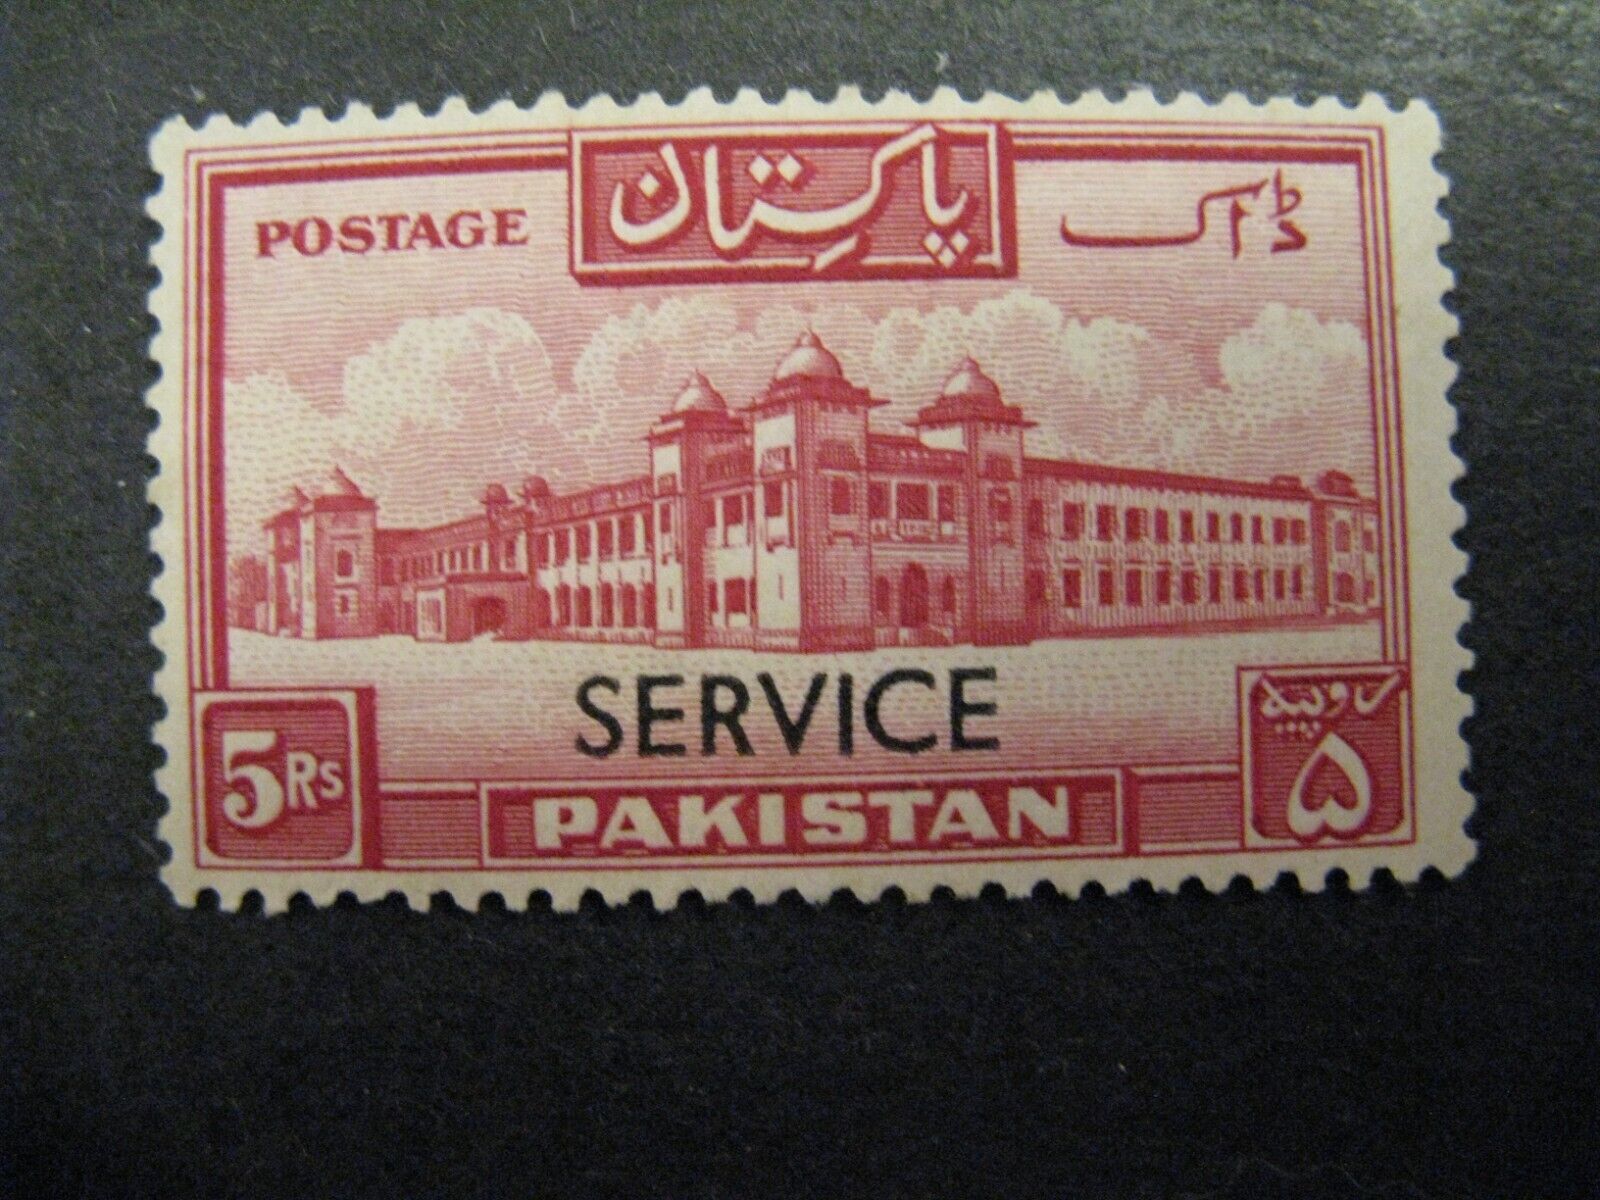 پاکستان
POSTAGE ڈاک
SERVICE
5Rs PAKISTAN روپیہ ۵